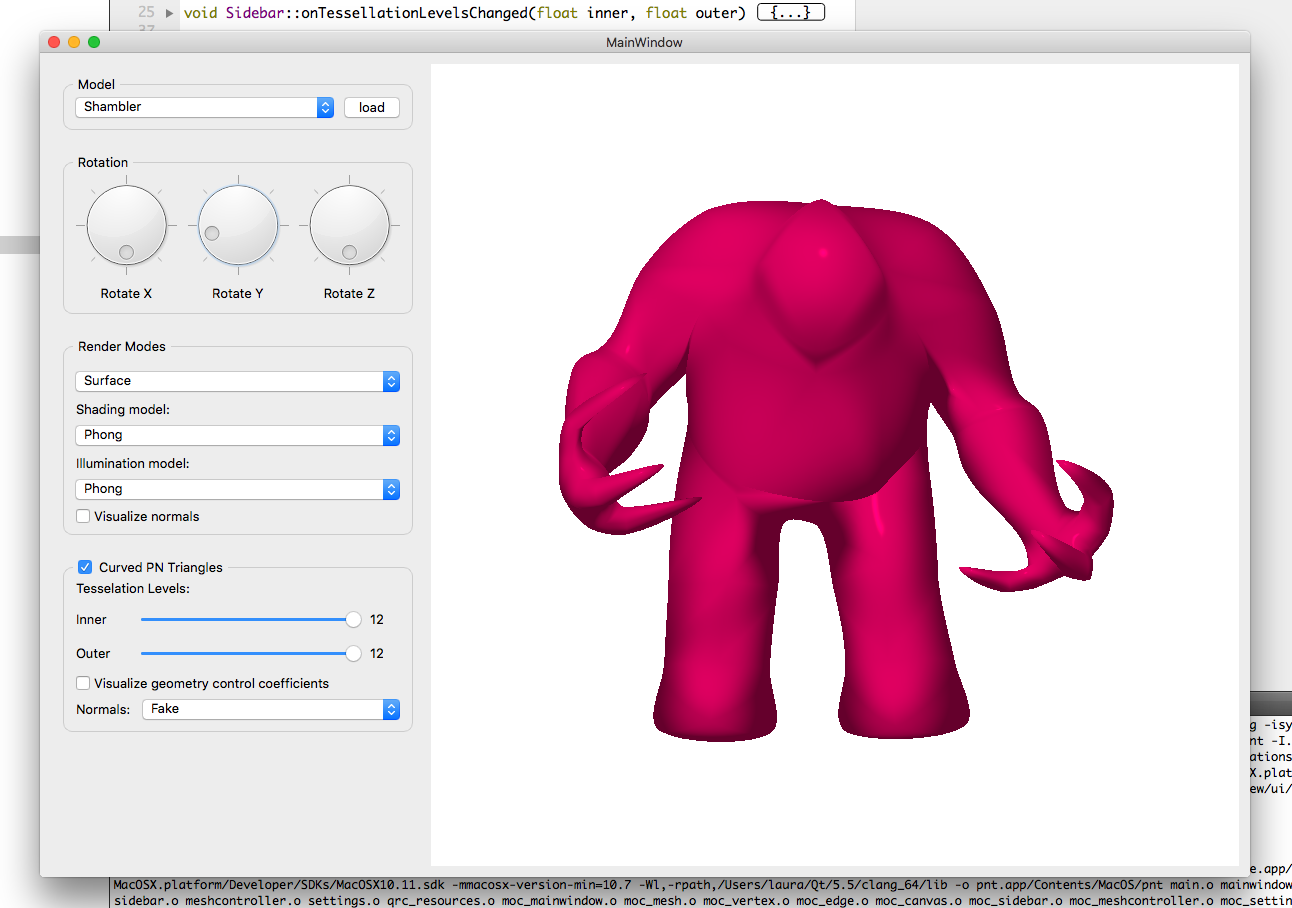 25 void Sidebar::onTessellationLevelsChanged(float inner, float outer) {...}
37
MainWindow
Model
Shambler
load
Rotation
Rotate X
Rotate Y
Rotate Z
Render Modes
Surface
Shading model:
Phong
Illumination model:
Phong
Visualize normals
Curved PN Triangles
Tesselation Levels:
Inner
12
Outer
12
Visualize geometry control coefficients
Normals:
Fake
g -isy
nt -I.
ations
X.plat
ew/ui/
e.app/
MacOSX.platform/Developer/SDKs/MacOSX10.11.sdk -mmacosx-version-min=10.7 -Wl,-rpath,/Users/laura/Qt/5.5/clang_64/lib -o pnt.app/Contents/MacOS/pnt main.o mainwindow
sidebar.o meshcontroller.o settings.o qrc_resources.o moc_mainwindow.o moc_mesh.o moc_vertex.o moc_edge.o moc_canvas.o moc_sidebar.o moc_meshcontroller.o moc_settin